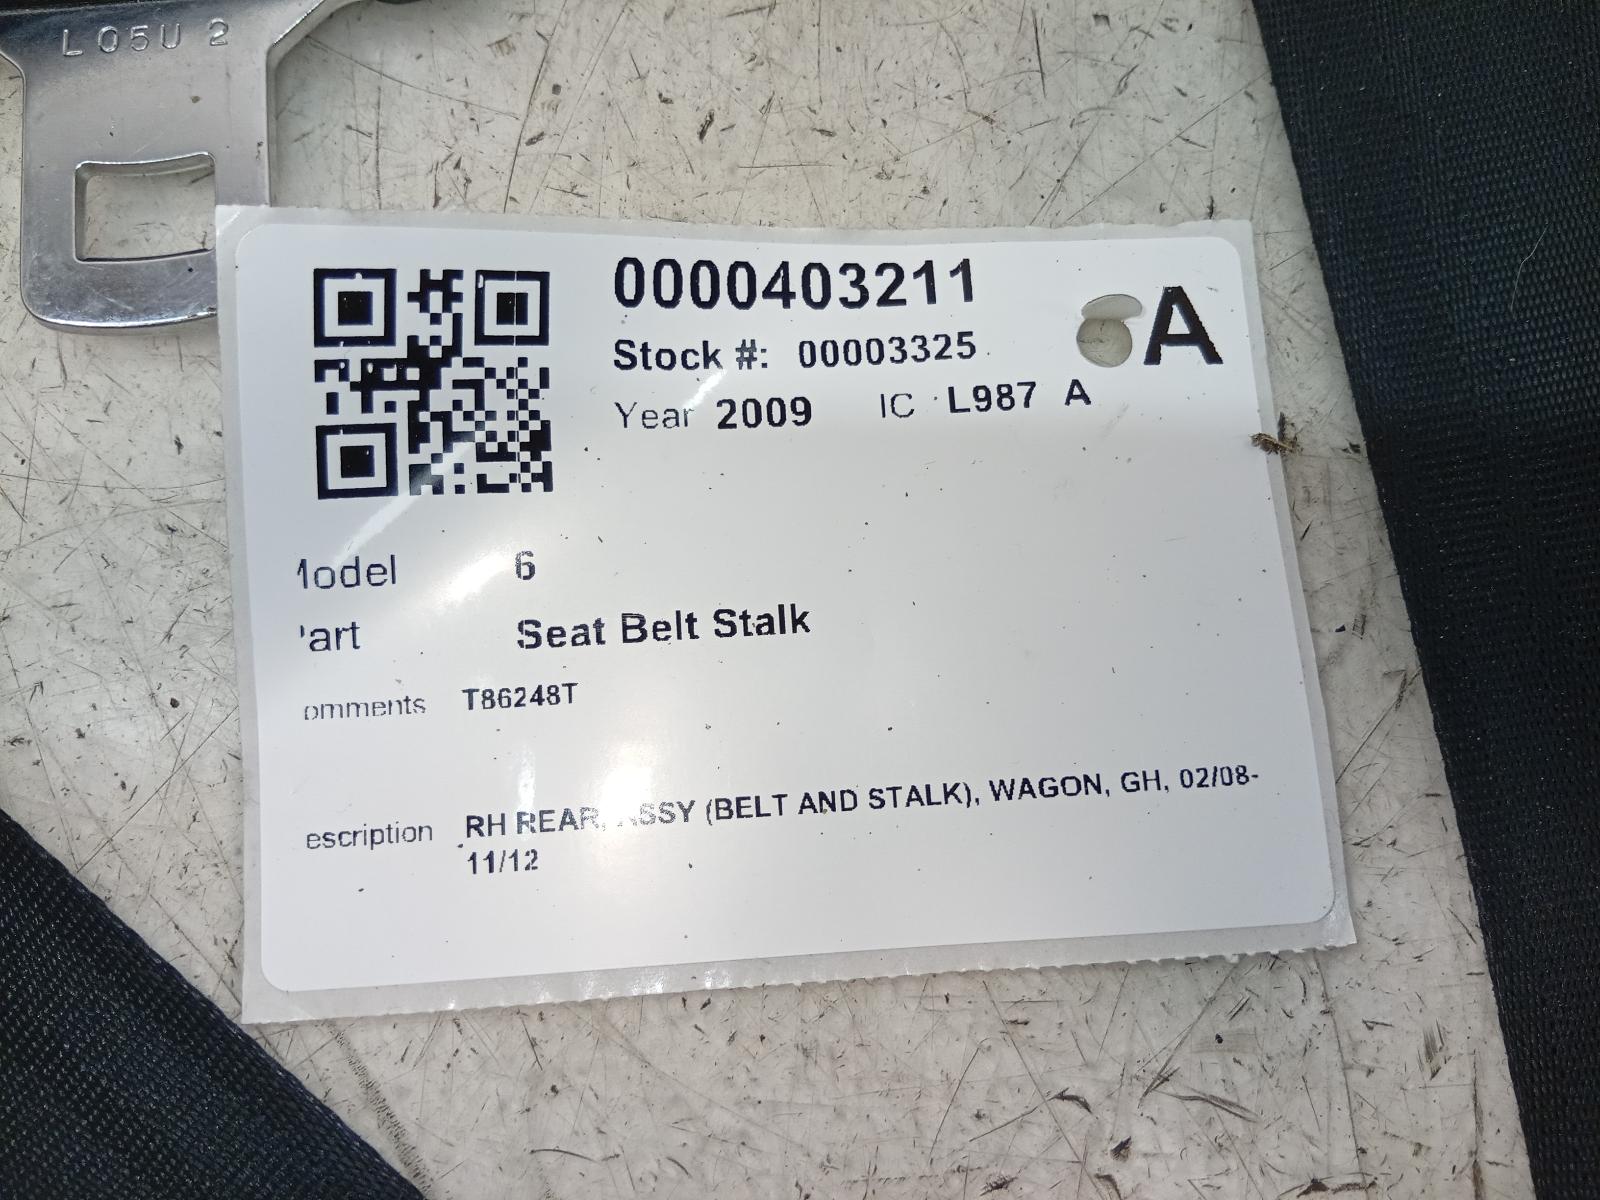 L05U 2
0000403211
A
Stock #: 00003325
Year 2009 IC L987 A
Model 6
Part Seat Belt Stalk
omments T86248T
escription RH REAR, ASSY (BELT AND STALK), WAGON, GH, 02/08-
11/12